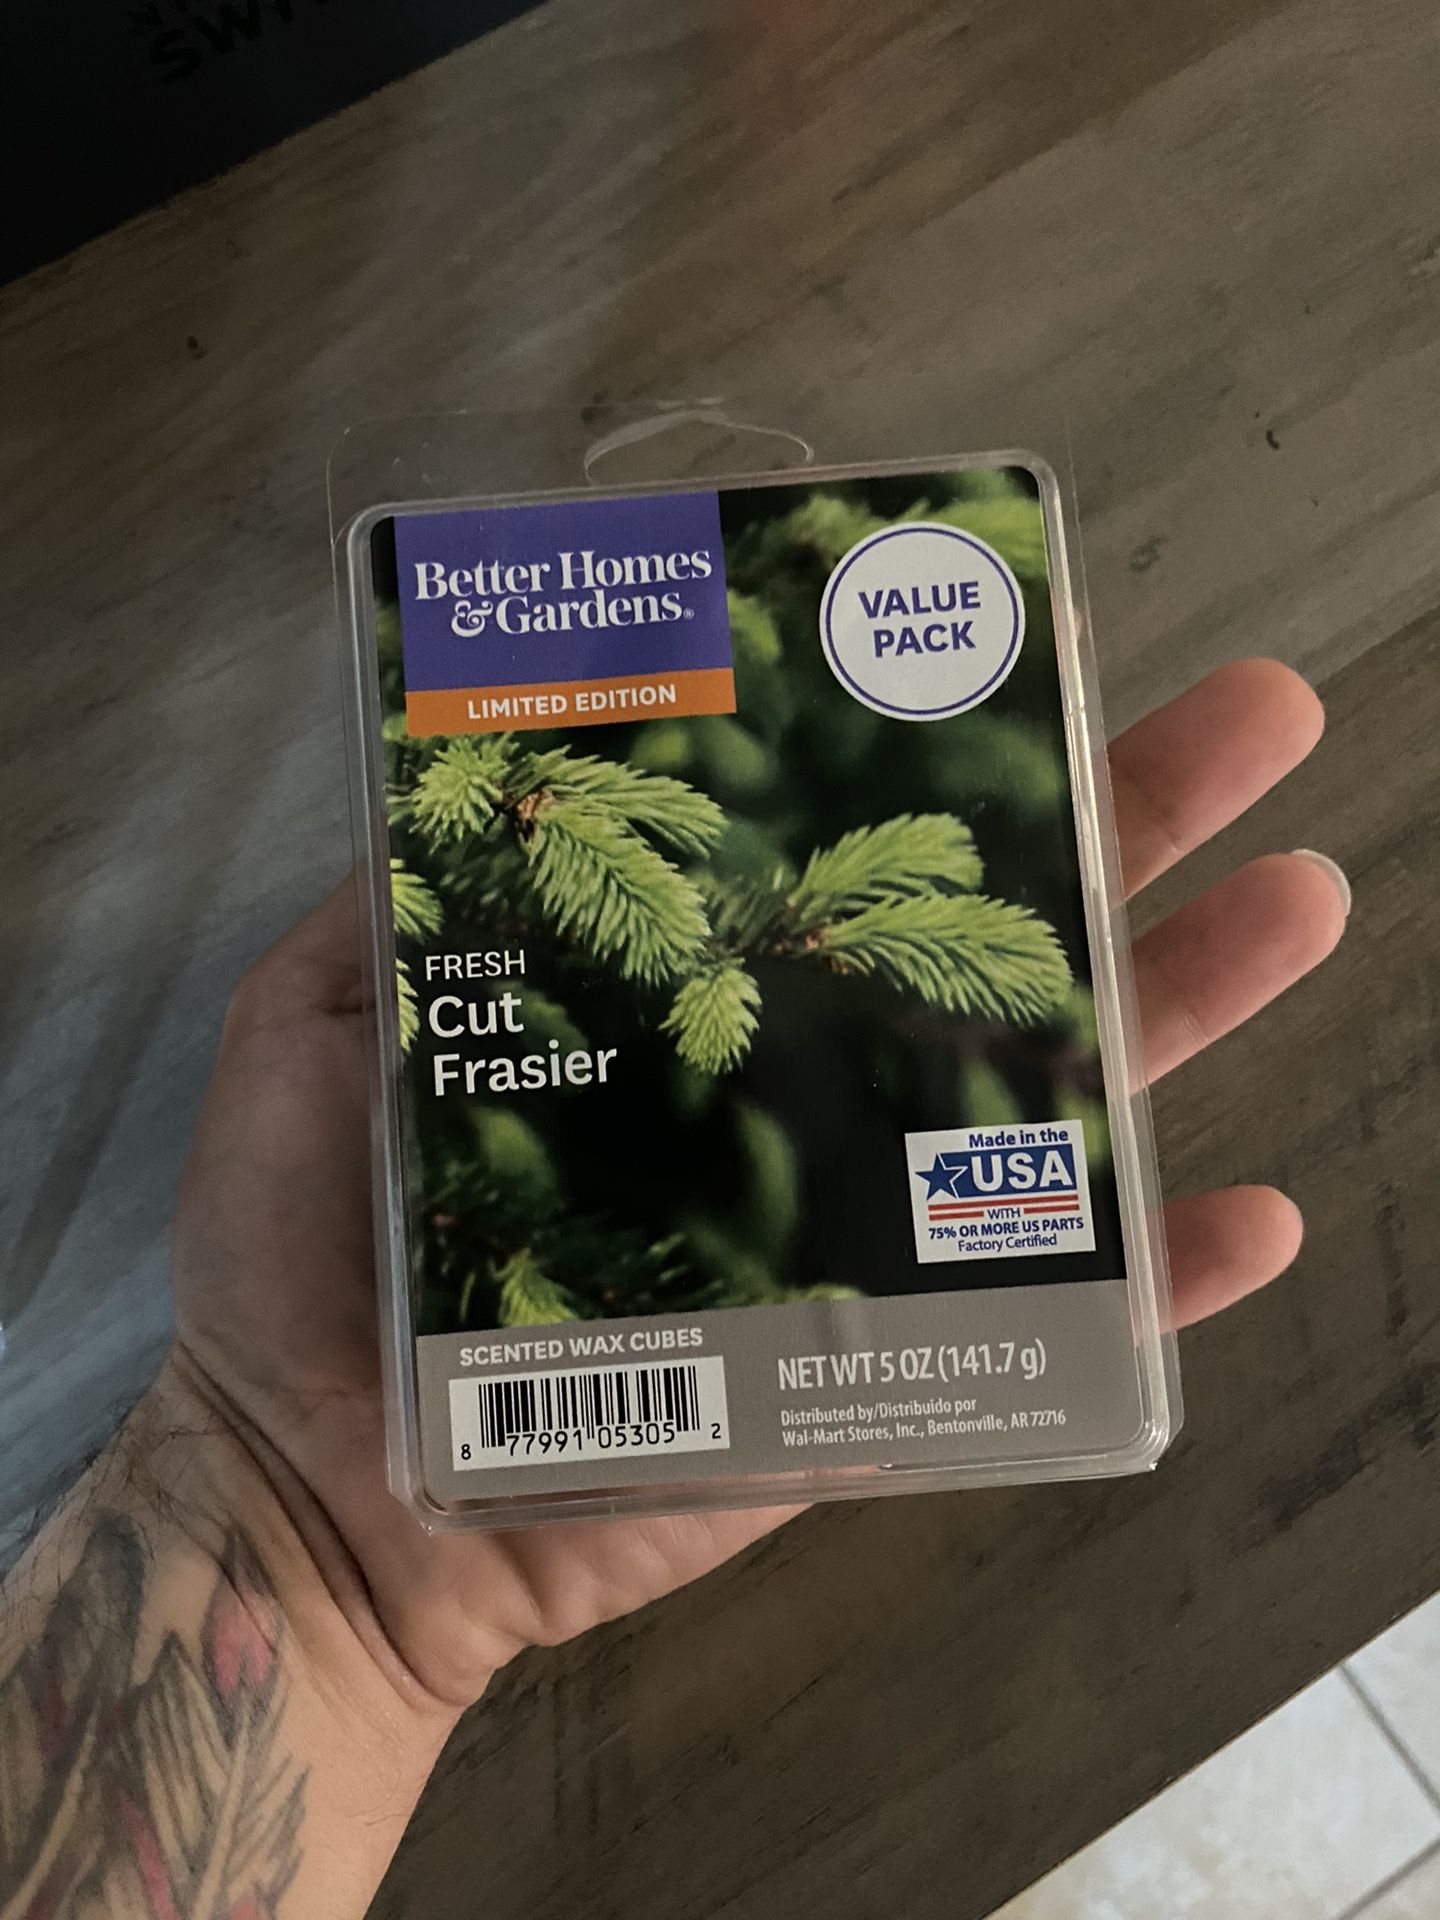 Better Homes
& Gardens®
LIMITED EDITION
VALUE
PACK
FRESH
Cut
Frasier
Made in the
USA
WITH
75% OR MORE US PARTS
Factory Certified
SCENTED WAX CUBES
8 77991 05305 2
NET WT 5 OZ (141.7 g)
Distributed by/Distribuido por
Wal-Mart Stores, Inc., Bentonville, AR 72716